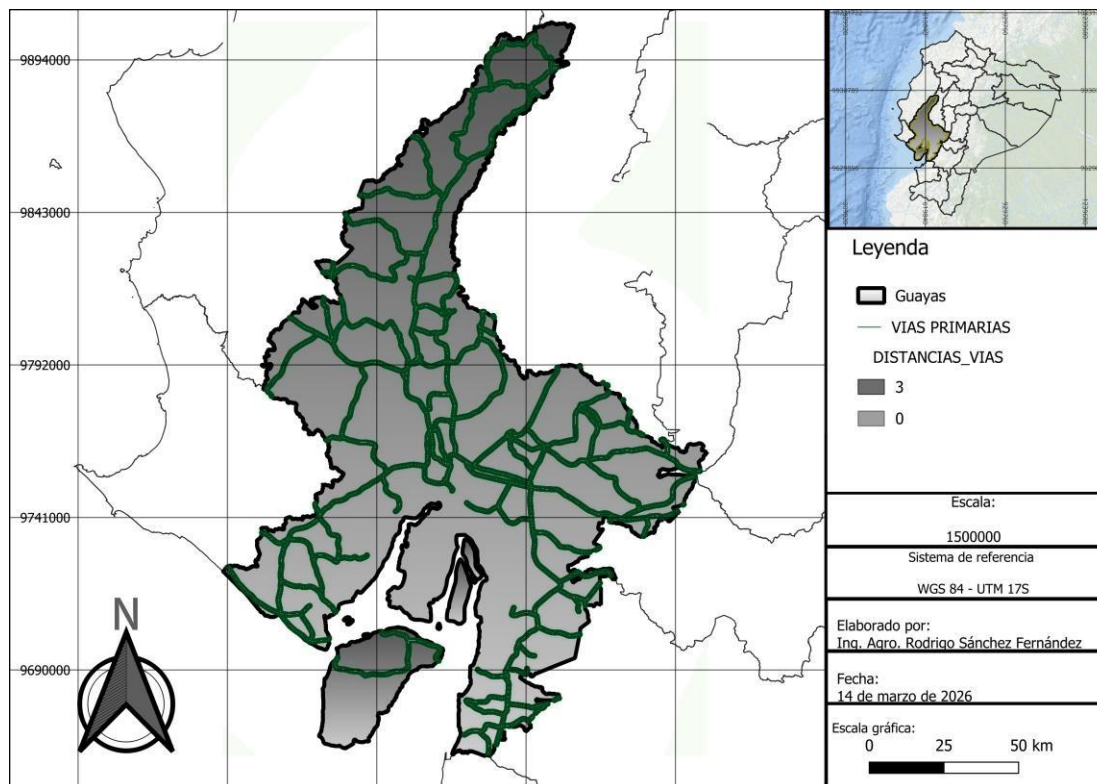 9894000
9843000
9792000
9741000
9690000
N
Leyenda
Guayas
VIAS PRIMARIAS
DISTANCIAS_VIAS
3
0
Escala:
1500000
Sistema de referencia
WGS 84 - UTM 17S
Elaborado por:
Ing. Agro. Rodrigo Sánchez Fernández
Fecha:
14 de marzo de 2026
Escala gráfica:
0 25 50 km